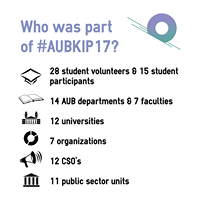 Who was part
of #AUBKIP17?
28 student volunteers & 15 student
participants
14 AUB departments & 7 faculties
12 universities
7 organizations
12 CSO's
11 public sector units